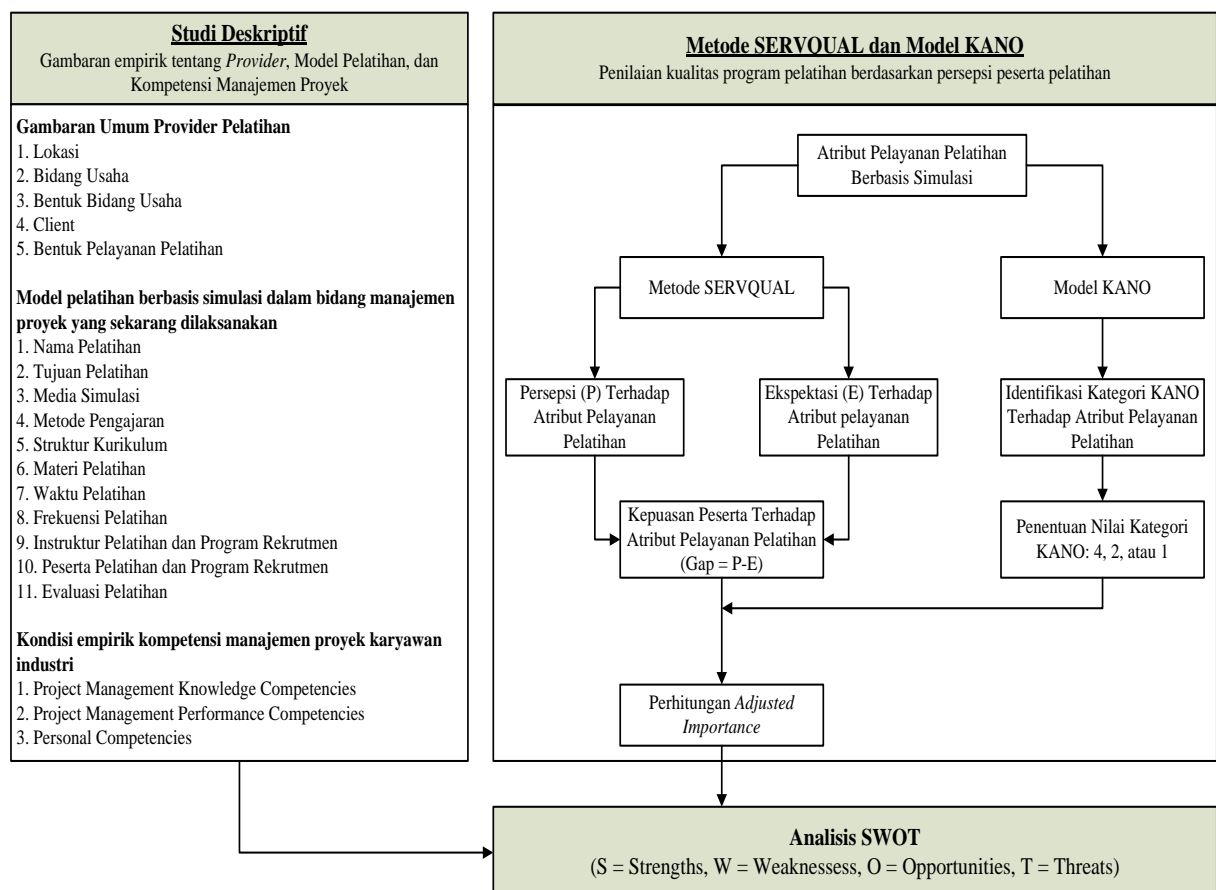 Studi Deskriptif
Gambaran empirik tentang Provider, Model Pelatihan, dan
Kompetensi Manajemen Proyek
Gambaran Umum Provider Pelatihan
1. Lokasi
2. Bidang Usaha
3. Bentuk Bidang Usaha
4. Client
5. Bentuk Pelayanan Pelatihan
Model pelatihan berbasis simulasi dalam bidang manajemen
proyek yang sekarang dilaksanakan
1. Nama Pelatihan
2. Tujuan Pelatihan
3. Media Simulasi
4. Metode Pengajaran
5. Struktur Kurikulum
6. Materi Pelatihan
7. Waktu Pelatihan
8. Frekuensi Pelatihan
9. Instruktur Pelatihan dan Program Rekrutmen
10. Peserta Pelatihan dan Program Rekrutmen
11. Evaluasi Pelatihan
Kondisi empirik kompetensi manajemen proyek karyawan
industri
1. Project Management Knowledge Competencies
2. Project Management Performance Competencies
3. Personal Competencies
Metode SERVQUAL dan Model KANO
Penilaian kualitas program pelatihan berdasarkan persepsi peserta pelatihan
Atribut Pelayanan Pelatihan
Berbasis Simulasi
Metode SERVQUAL
Model KANO
Persepsi (P) Terhadap
Atribut Pelayanan
Pelatihan
Ekspektasi (E) Terhadap
Atribut pelayanan
Pelatihan
Identifikasi Kategori KANO
Terhadap Atribut Pelayanan
Pelatihan
Kepuasan Peserta Terhadap
Atribut Pelayanan Pelatihan
(Gap = P-E)
Penentuan Nilai Kategori
KANO: 4, 2, atau 1
Perhitungan Adjusted
Importance
Analisis SWOT
(S = Strengths, W = Weaknessess, O = Opportunities, T = Threats)